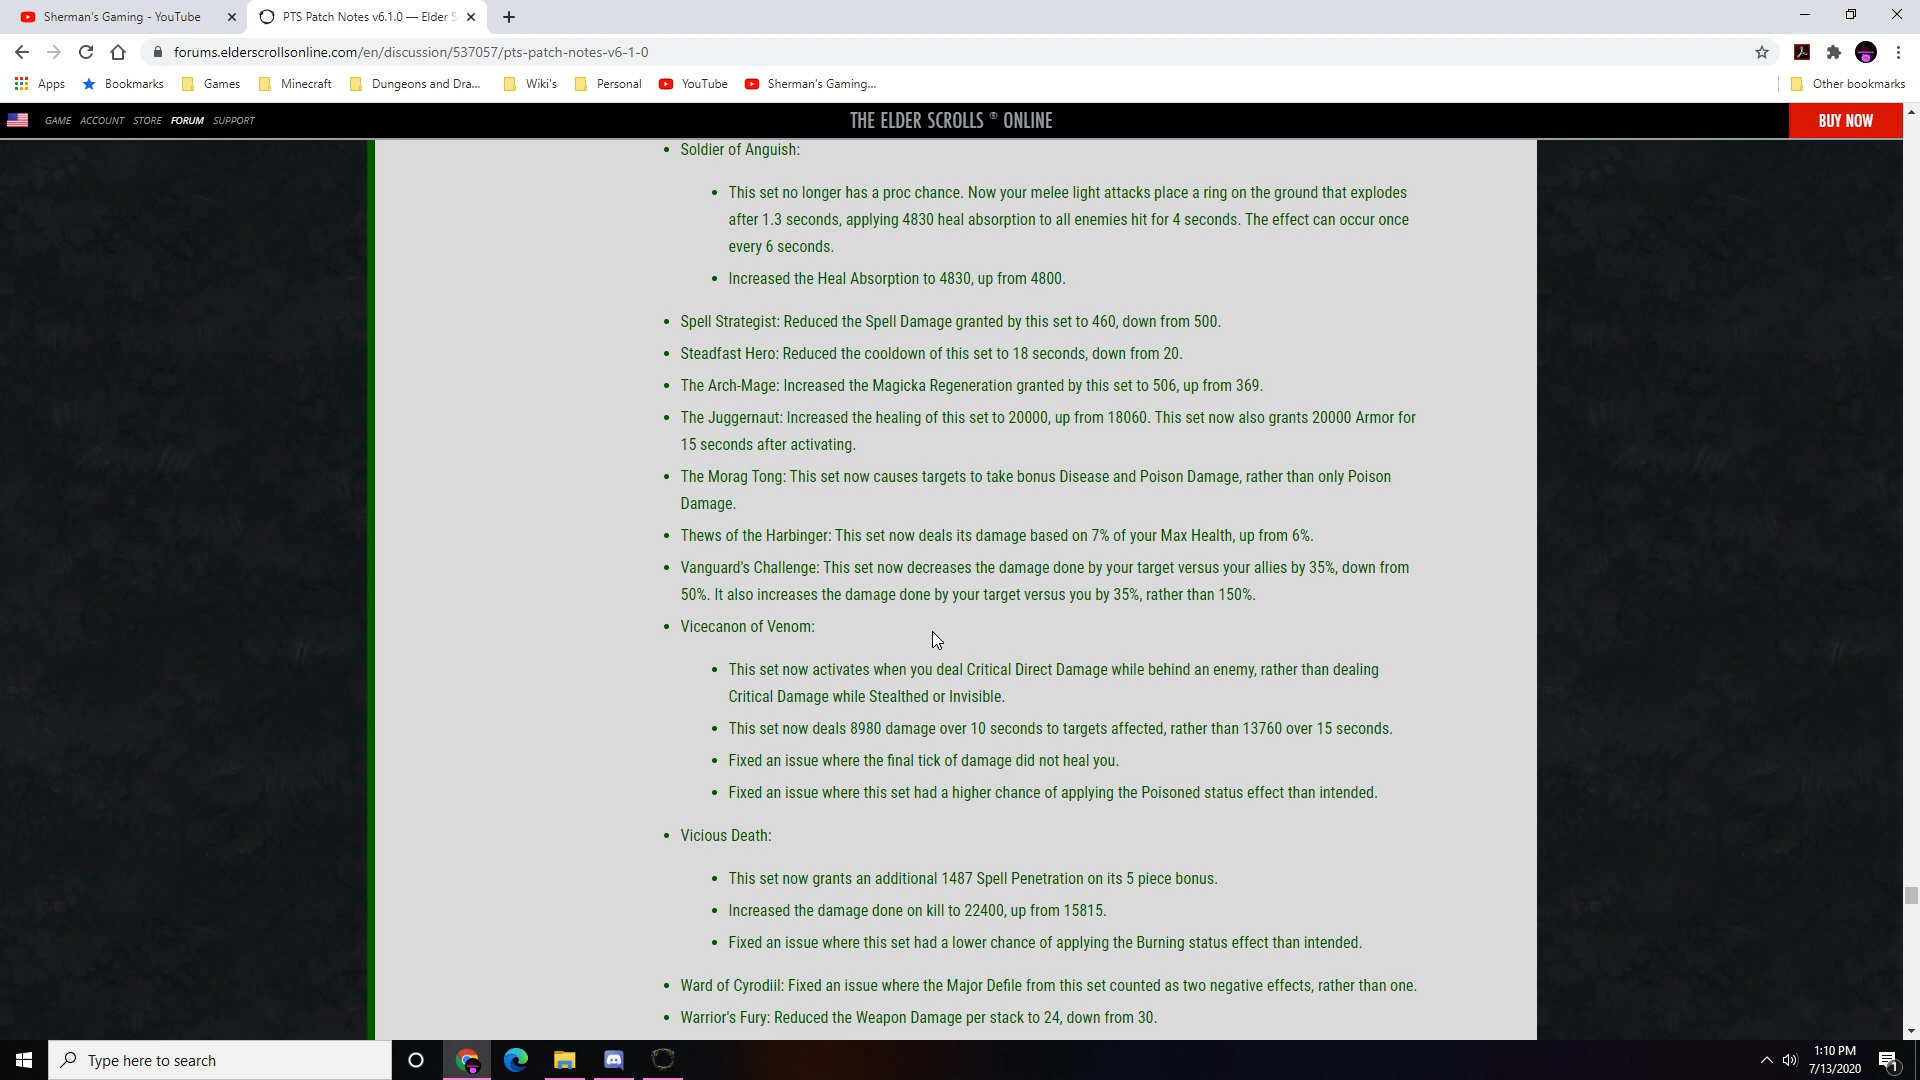 Sherman's Gaming - YouTube
PTS Patch Notes v6.1.0 — Elder S
forums.elderscrollsonline.com/en/discussion/537057/pts-patch-notes-v6-1-0
Apps Bookmarks Games Minecraft Dungeons and Dra... Wiki's Personal YouTube Sherman's Gaming... Other bookmarks
GAME ACCOUNT STORE FORUM SUPPORT THE ELDER SCROLLS ® ONLINE BUY NOW
Soldier of Anguish:
This set no longer has a proc chance. Now your melee light attacks place a ring on the ground that explodes
after 1.3 seconds, applying 4830 heal absorption to all enemies hit for 4 seconds. The effect can occur once
every 6 seconds.
Increased the Heal Absorption to 4830, up from 4800.
Spell Strategist: Reduced the Spell Damage granted by this set to 460, down from 500.
Steadfast Hero: Reduced the cooldown of this set to 18 seconds, down from 20.
The Arch-Mage: Increased the Magicka Regeneration granted by this set to 506, up from 369.
The Juggernaut: Increased the healing of this set to 20000, up from 18060. This set now also grants 20000 Armor for
15 seconds after activating.
The Morag Tong: This set now causes targets to take bonus Disease and Poison Damage, rather than only Poison
Damage.
Thews of the Harbinger: This set now deals its damage based on 7% of your Max Health, up from 6%.
Vanguard's Challenge: This set now decreases the damage done by your target versus your allies by 35%, down from
50%. It also increases the damage done by your target versus you by 35%, rather than 150%.
Vicecanon of Venom:
This set now activates when you deal Critical Direct Damage while behind an enemy, rather than dealing
Critical Damage while Stealthed or Invisible.
This set now deals 8980 damage over 10 seconds to targets affected, rather than 13760 over 15 seconds.
Fixed an issue where the final tick of damage did not heal you.
Fixed an issue where this set had a higher chance of applying the Poisoned status effect than intended.
Vicious Death:
This set now grants an additional 1487 Spell Penetration on its 5 piece bonus.
Increased the damage done on kill to 22400, up from 15815.
Fixed an issue where this set had a lower chance of applying the Burning status effect than intended.
Ward of Cyrodiil: Fixed an issue where the Major Defile from this set counted as two negative effects, rather than one.
Warrior's Fury: Reduced the Weapon Damage per stack to 24, down from 30.
Type here to search
1:10 PM
7/13/2020
1